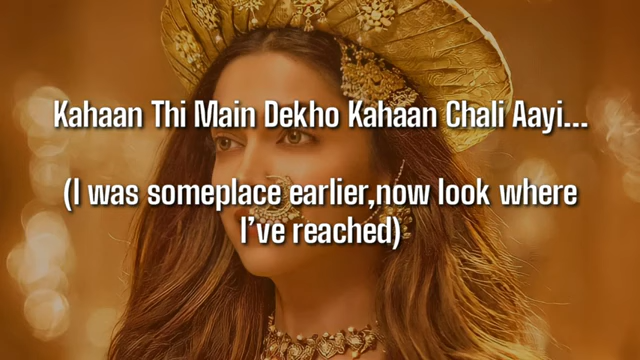 Kahaan Thi Main Dekho Kahaan Chali Aayi...
(I was someplace earlier,now look where
I've reached)